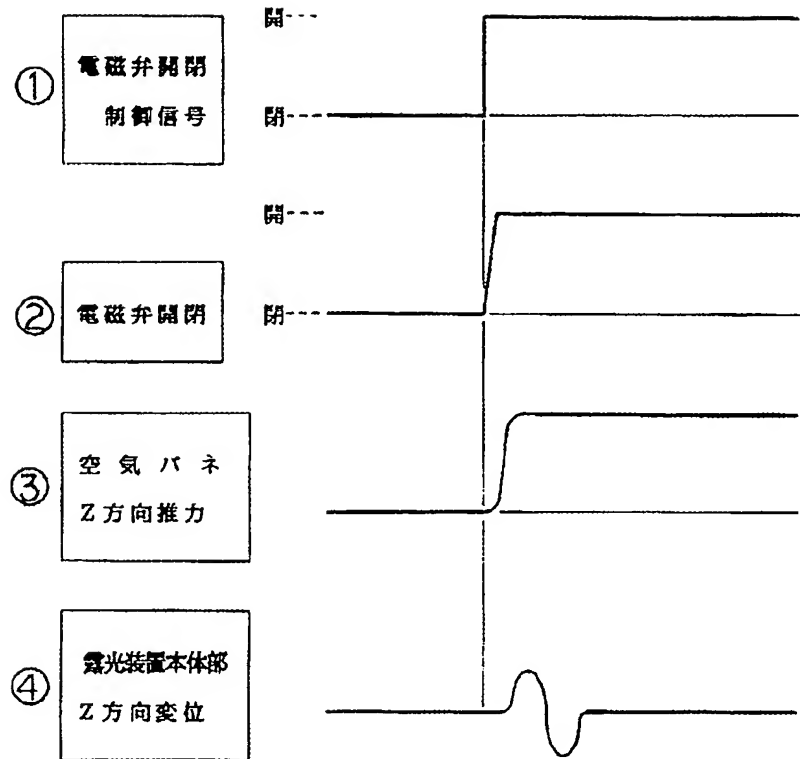 ① 電磁弁開閉
制御信号
開
閉
② 電磁弁開閉
開
閉
③ 空気バネ
Z方向推力
④ 露光装置本体部
Z方向変位